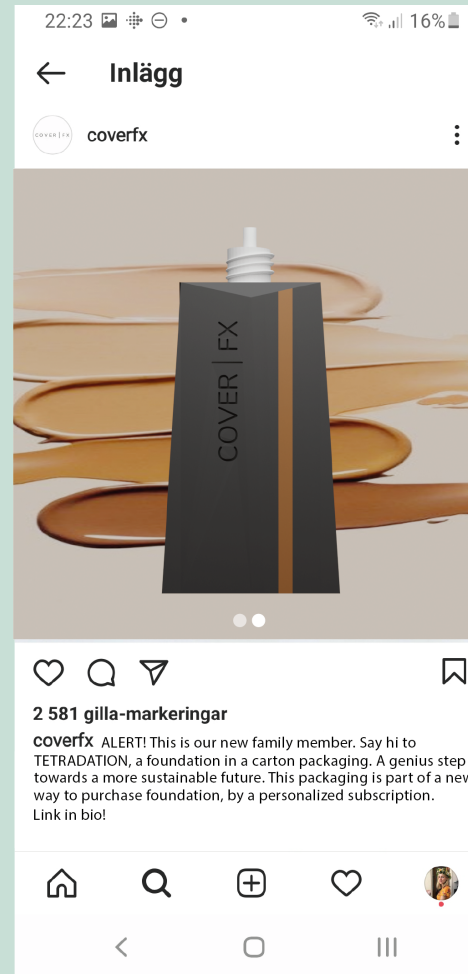 22:23
16%
Inlägg
COVER | FX
coverfx
COVER | FX
2 581 gilla-markeringar
coverfx ALERT! This is our new family member. Say hi to
TETRADATION, a foundation in a carton packaging. A genius step
towards a more sustainable future. This packaging is part of a new
way to purchase foundation, by a personalized subscription.
Link in bio!